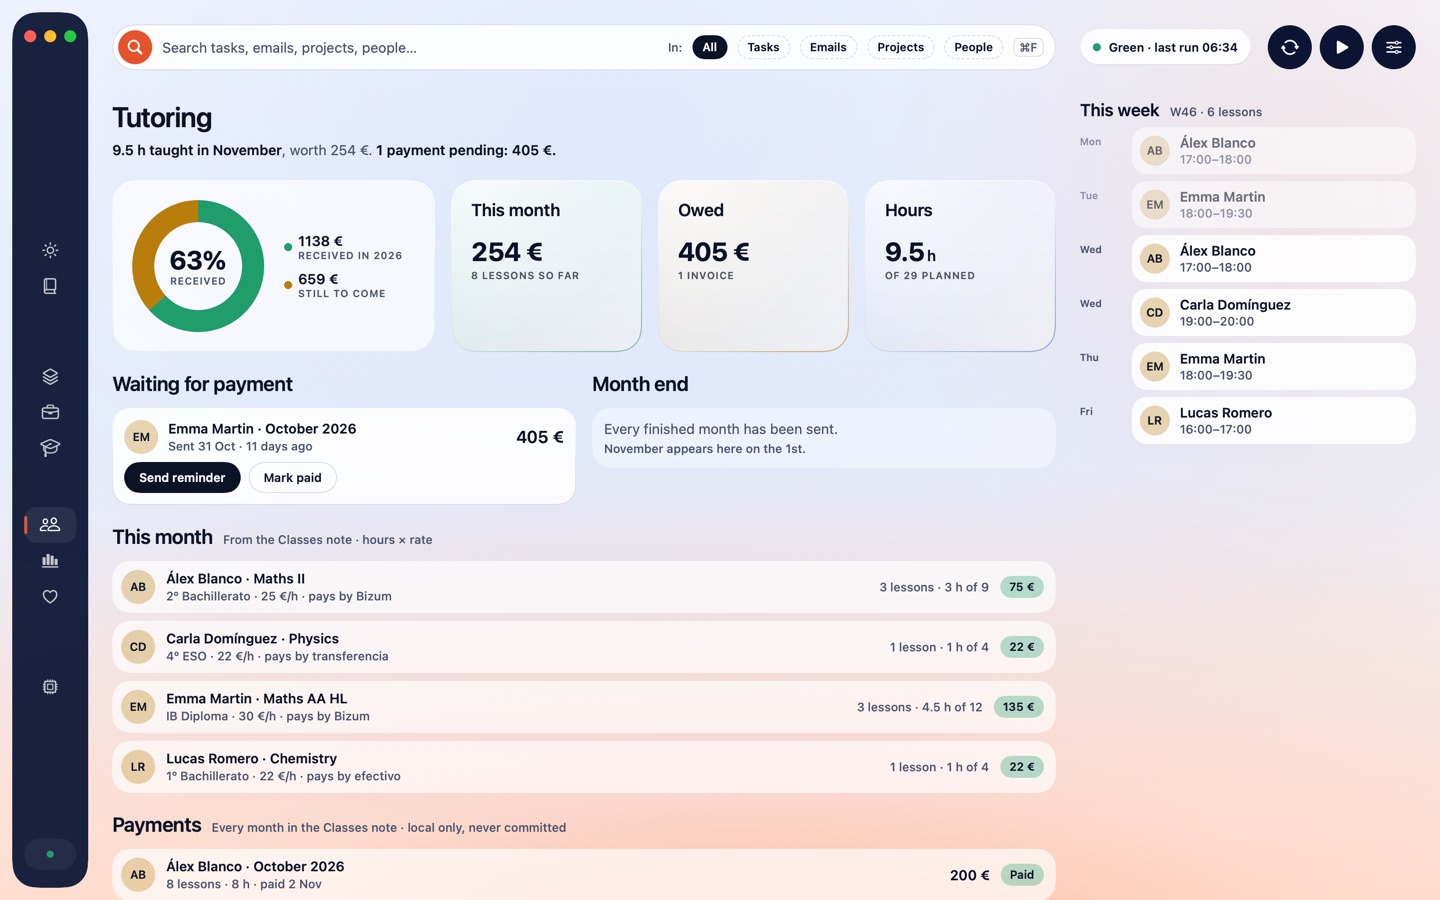 Search tasks, emails, projects, people...
In:
All
Tasks
Emails
Projects
People
⌘F
Green · last run 06:34
Tutoring
9.5 h taught in November, worth 254 €. 1 payment pending: 405 €.
63%
RECEIVED
1138 €
RECEIVED IN 2026
659 €
STILL TO COME
This month
254 €
8 LESSONS SO FAR
Owed
405 €
1 INVOICE
Hours
9.5 h
OF 29 PLANNED
Waiting for payment
EM
Emma Martin · October 2026
Sent 31 Oct · 11 days ago
405 €
Send reminder
Mark paid
Month end
Every finished month has been sent.
November appears here on the 1st.
This month
From the Classes note · hours × rate
AB
Álex Blanco · Maths II
2º Bachillerato · 25 €/h · pays by Bizum
3 lessons · 3 h of 9
75 €
CD
Carla Domínguez · Physics
4º ESO · 22 €/h · pays by transferencia
1 lesson · 1 h of 4
22 €
EM
Emma Martin · Maths AA HL
IB Diploma · 30 €/h · pays by Bizum
3 lessons · 4.5 h of 12
135 €
LR
Lucas Romero · Chemistry
1º Bachillerato · 22 €/h · pays by efectivo
1 lesson · 1 h of 4
22 €
Payments
Every month in the Classes note · local only, never committed
AB
Álex Blanco · October 2026
8 lessons · 8 h · paid 2 Nov
200 €
Paid
This week
W46 · 6 lessons
Mon
AB
Álex Blanco
17:00–18:00
Tue
EM
Emma Martin
18:00–19:30
Wed
AB
Álex Blanco
17:00–18:00
Wed
CD
Carla Domínguez
19:00–20:00
Thu
EM
Emma Martin
18:00–19:30
Fri
LR
Lucas Romero
16:00–17:00